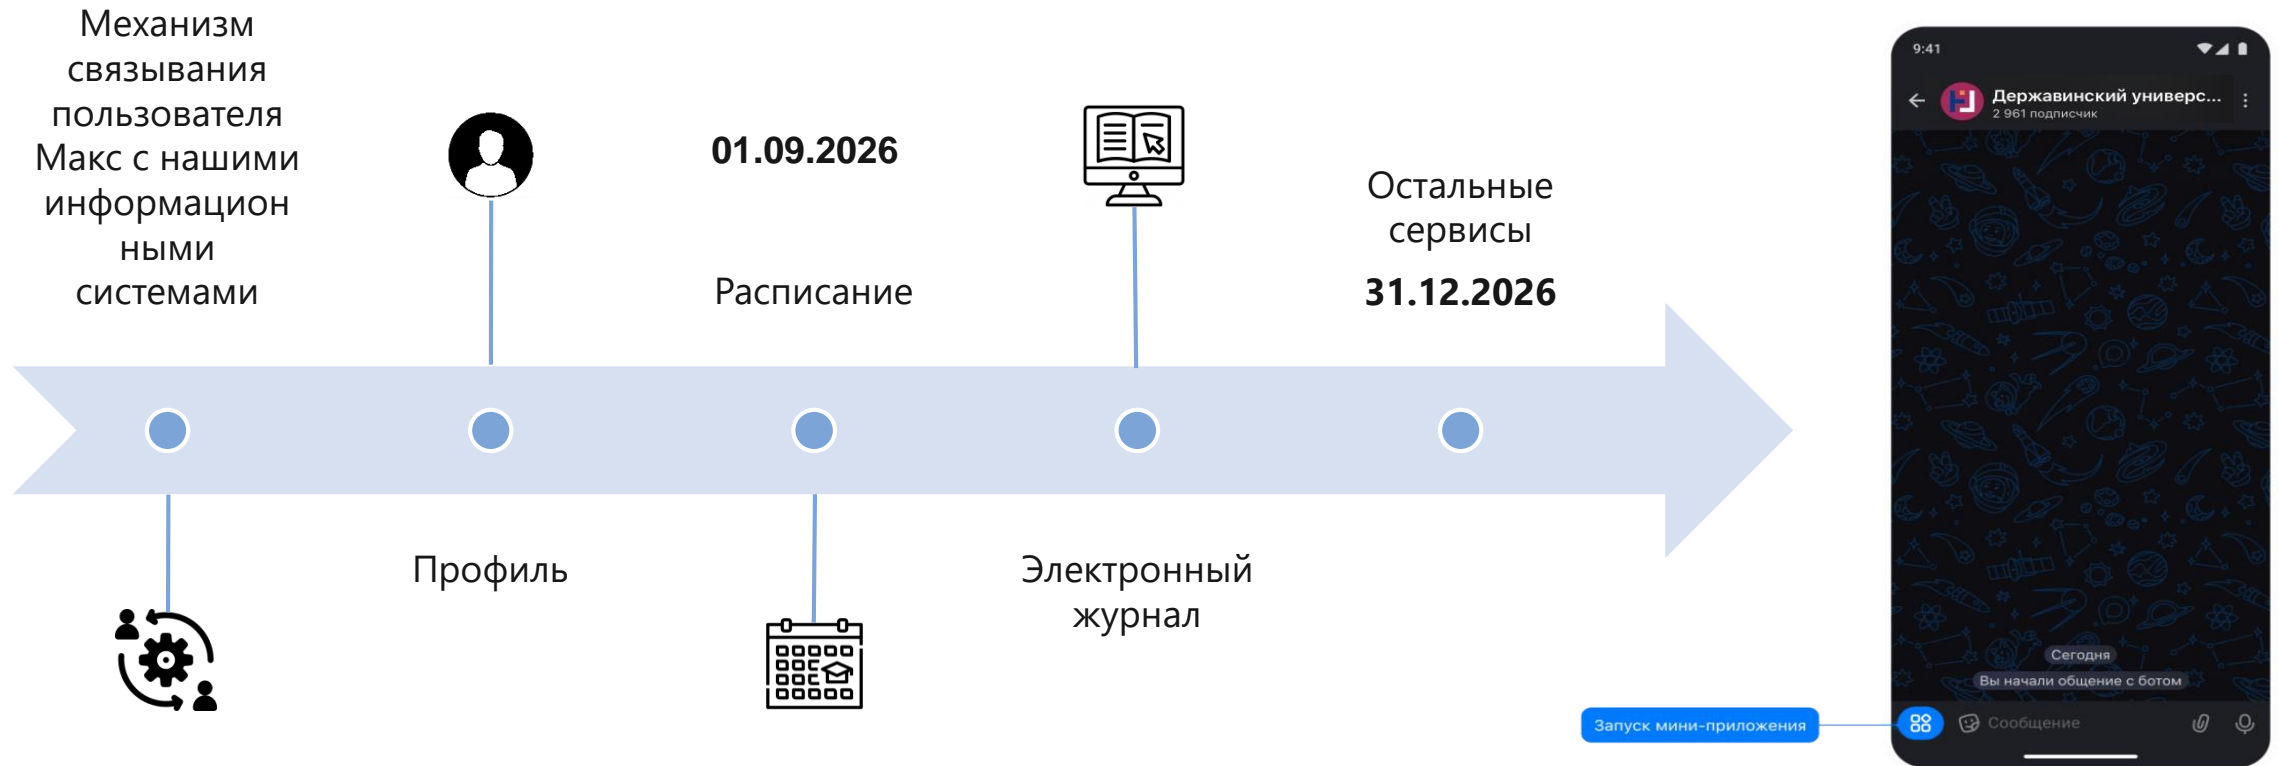 Механизм
связывания
пользователя
Макс с нашими
информацион
ными
системами
Профиль
01.09.2026
Расписание
Электронный
журнал
Остальные
сервисы
31.12.2026
9:41
Державинский универс...
2 961 подписчик
Сегодня
Вы начали общение с ботом
Запуск мини-приложения
Сообщение